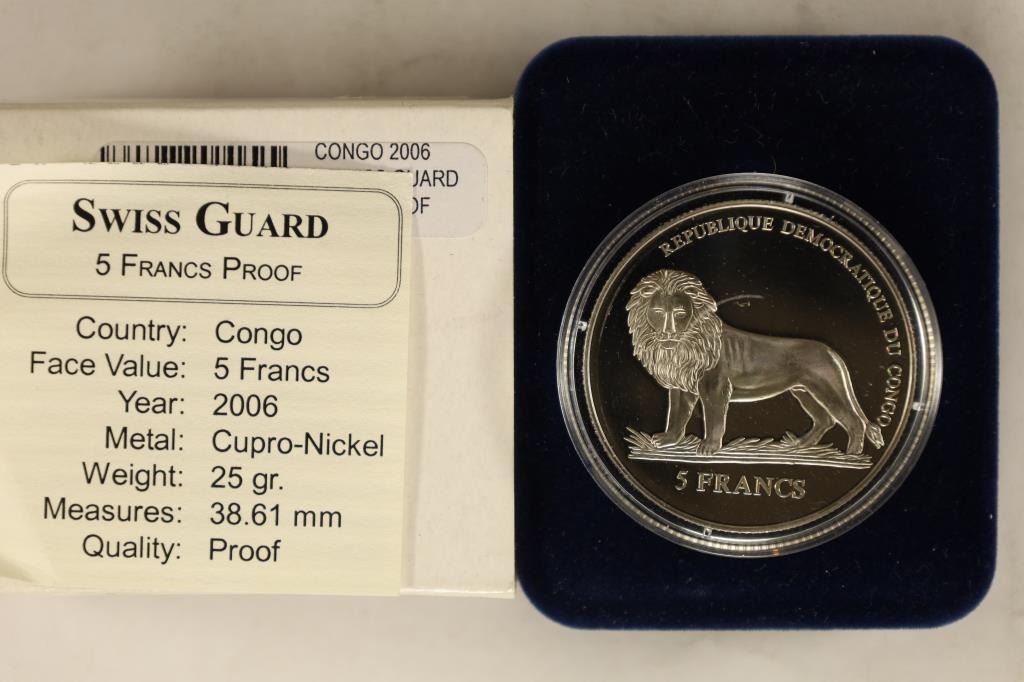 CONGO 2006
GUARD
OF
SWISS GUARD
5 FRANCS PROOF
Country: Congo
Face Value: 5 Francs
Year: 2006
Metal: Cupro-Nickel
Weight: 25 gr.
Measures: 38.61 mm
Quality: Proof
REPUBLIQUE DEMOCRATIQUE DU CONGO
5 FRANCS